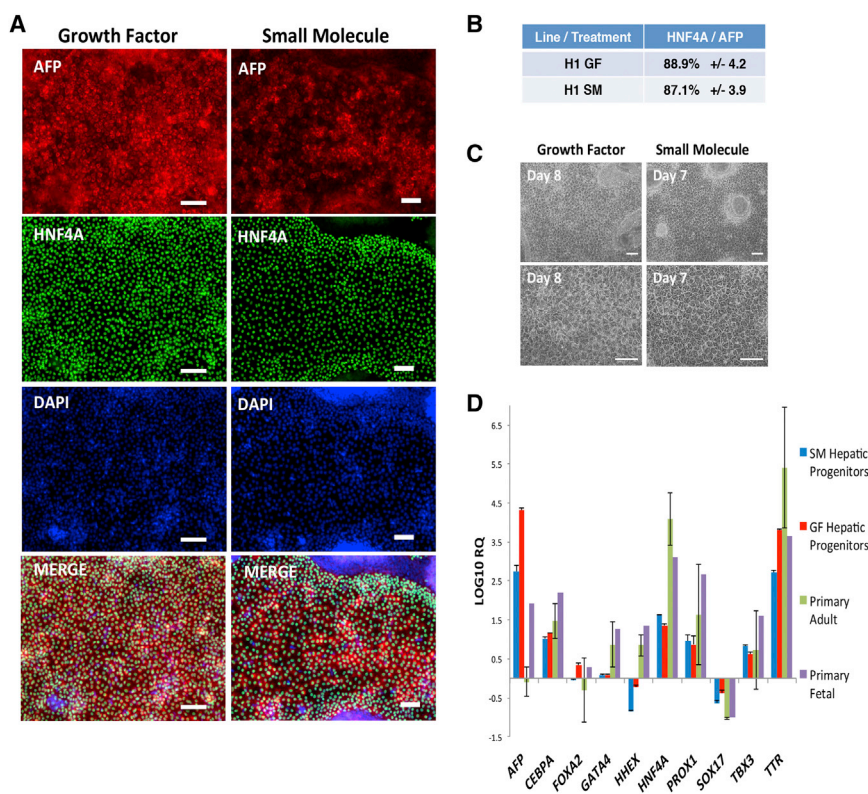 A
Growth Factor
Small Molecule
AFP
HNF4A
HNF4A
DAPI
DAPI
MERGE
MERGE
B
Line / Treatment
HNF4A / AFP
H1 GF
88.9% +/- 4.2
H1 SM
87.1% +/- 3.9
C
Growth Factor
Small Molecule
Day 8
Day 7
Day 8
Day 7
D
LOG10 RQ
6.5
5.5
4.5
3.5
2.5
1.5
0.5
-0.5
-1.5
AFP
CEBPA
FOXA2
GATA4
HHEX
HNF4A
PROX1
SOX17
TBX3
TTR
SM Hepatic
Progenitors
GF Hepatic
Progenitors
Primary
Adult
Primary
Fetal